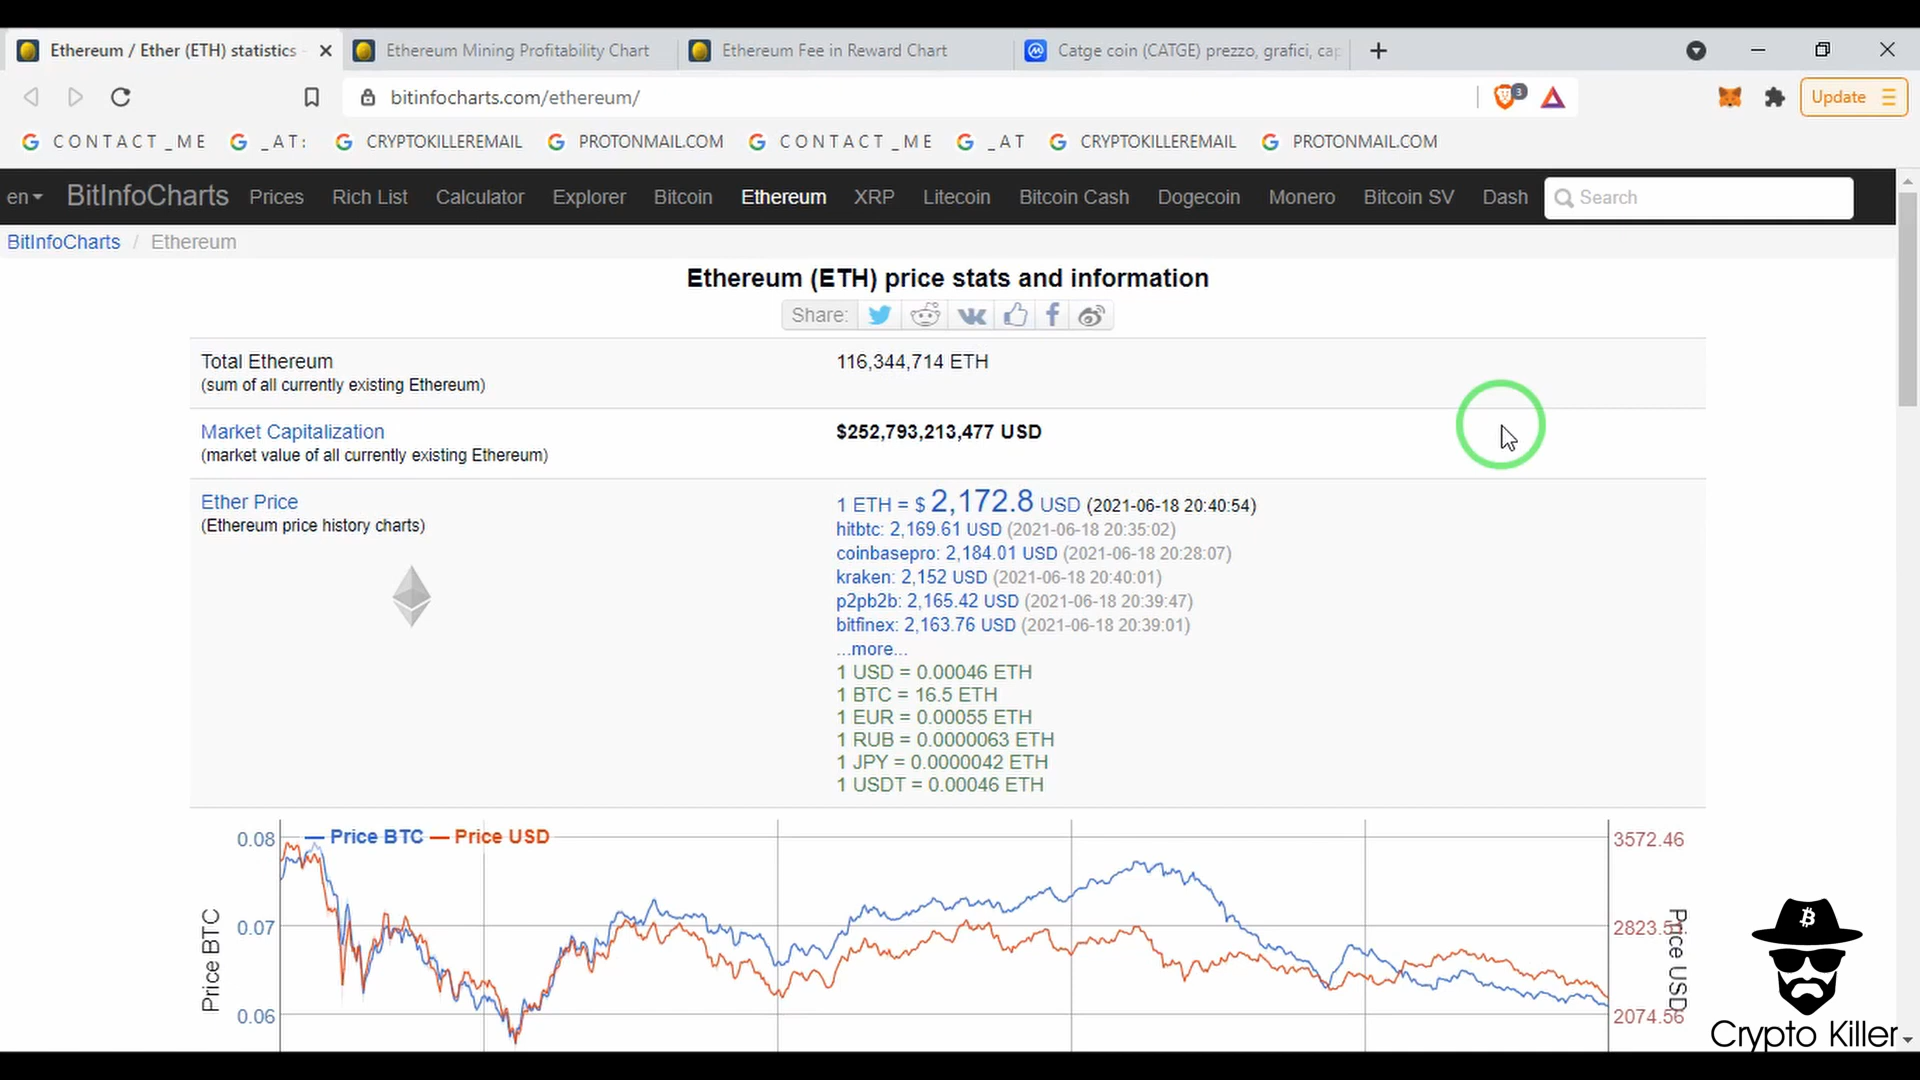 Ethereum / Ether (ETH) statistics
Ethereum Mining Profitability Chart
Ethereum Fee in Reward Chart
Catge coin (CATGE) prezzo, grafici, cap
bitinfocharts.com/ethereum/
3
Update
CONTACT_ME
_AT:
CRYPTOKILLEREMAIL
PROTONMAIL.COM
CONTACT_ME
_AT
CRYPTOKILLEREMAIL
PROTONMAIL.COM
en
BitInfoCharts
Prices
Rich List
Calculator
Explorer
Bitcoin
Ethereum
XRP
Litecoin
Bitcoin Cash
Dogecoin
Monero
Bitcoin SV
Dash
Search
BitInfoCharts / Ethereum
Ethereum (ETH) price stats and information
Share:
Total Ethereum
(sum of all currently existing Ethereum)
116,344,714 ETH
Market Capitalization
(market value of all currently existing Ethereum)
$252,793,213,477 USD
Ether Price
(Ethereum price history charts)
1 ETH = $ 2,172.8 USD (2021-06-18 20:40:54)
hitbtc: 2,169.61 USD (2021-06-18 20:35:02)
coinbasepro: 2,184.01 USD (2021-06-18 20:28:07)
kraken: 2,152 USD (2021-06-18 20:40:01)
p2pb2b: 2,165.42 USD (2021-06-18 20:39:47)
bitfinex: 2,163.76 USD (2021-06-18 20:39:01)
...more...
1 USD = 0.00046 ETH
1 BTC = 16.5 ETH
1 EUR = 0.00055 ETH
1 RUB = 0.0000063 ETH
1 JPY = 0.0000042 ETH
1 USDT = 0.00046 ETH
Price BTC
Price USD
0.08
0.07
0.06
Price BTC
3572.46
2074.56
Price USD
Crypto Killer